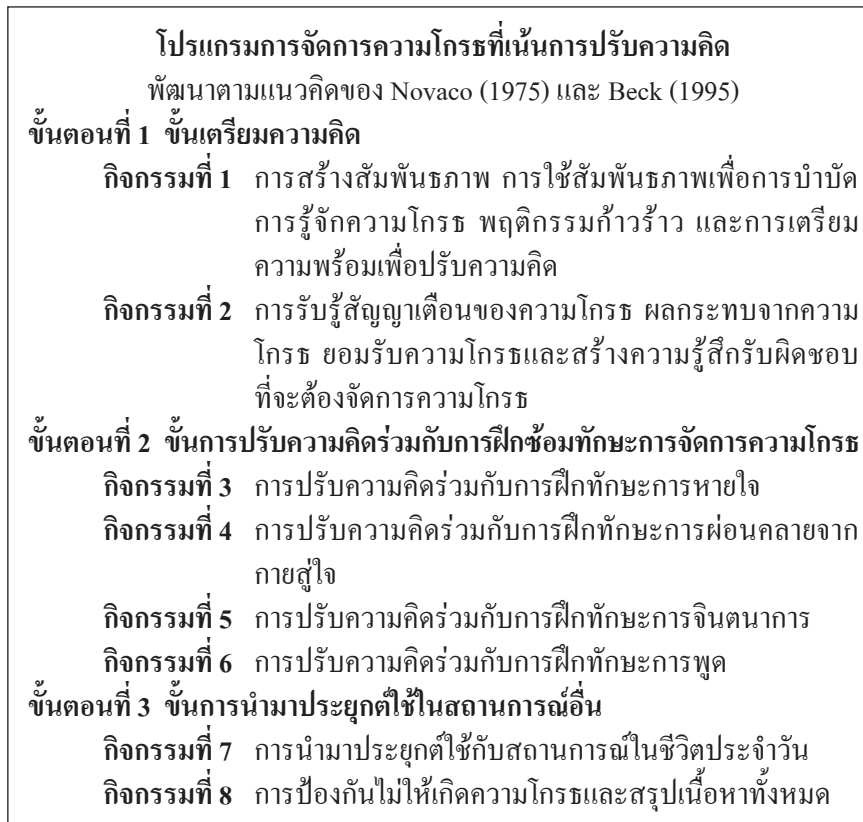 โปรแกรมการจัดการความโกรธที่เน้นการปรับความคิด
พัฒนาตามแนวคิดของ Novaco (1975) และ Beck (1995)
ขั้นตอนที่ 1 ขั้นเตรียมความคิด
กิจกรรมที่ 1 การสร้างสัมพันธภาพ การใช้สัมพันธภาพเพื่อการบำบัด
การรู้จักความโกรธ พฤติกรรมก้าวร้าว และการเตรียม
ความพร้อมเพื่อปรับความคิด
กิจกรรมที่ 2 การรับรู้สัญญาเตือนของความโกรธ ผลกระทบจากความ
โกรธ ยอมรับความโกรธและสร้างความรู้สึกรับผิดชอบ
ที่จะต้องจัดการความโกรธ
ขั้นตอนที่ 2 ขั้นการปรับความคิดร่วมกับการฝึกซ้อมทักษะการจัดการความโกรธ
กิจกรรมที่ 3 การปรับความคิดร่วมกับการฝึกทักษะการหายใจ
กิจกรรมที่ 4 การปรับความคิดร่วมกับการฝึกทักษะการผ่อนคลายจาก
กายสู่ใจ
กิจกรรมที่ 5 การปรับความคิดร่วมกับการฝึกทักษะการจินตนาการ
กิจกรรมที่ 6 การปรับความคิดร่วมกับการฝึกทักษะการพูด
ขั้นตอนที่ 3 ขั้นการนำมาประยุกต์ใช้ในสถานการณ์อื่น
กิจกรรมที่ 7 การนำมาประยุกต์ใช้กับสถานการณ์ในชีวิตประจำวัน
กิจกรรมที่ 8 การป้องกันไม่ให้เกิดความโกรธและสรุปเนื้อหาทั้งหมด